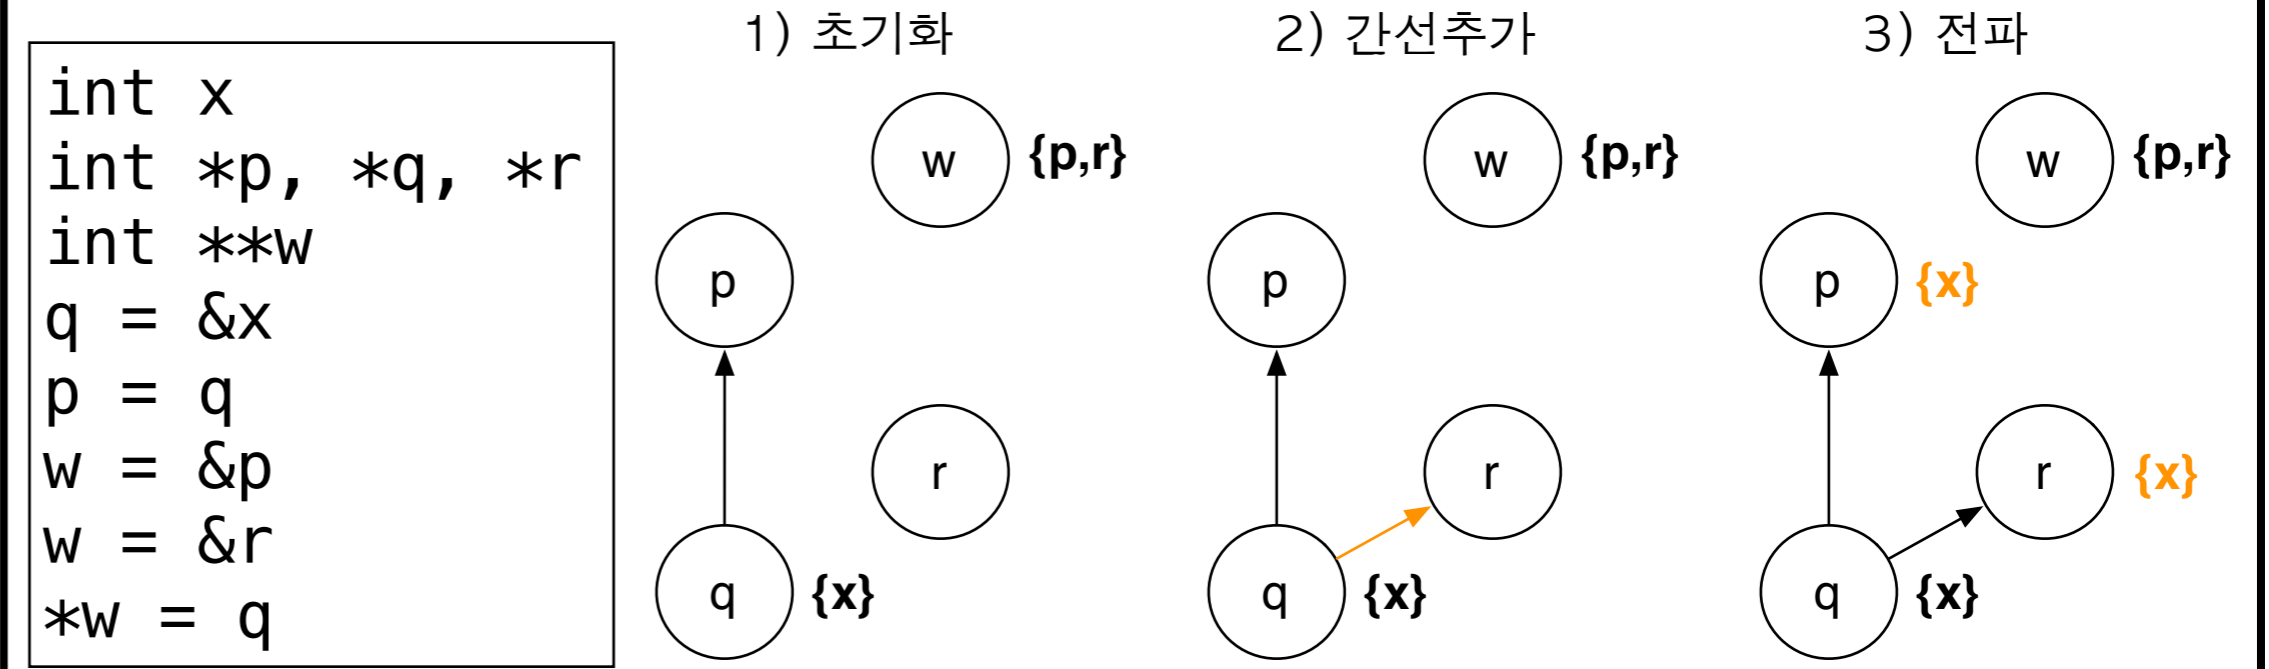 int x
int *p, *q, *r
int **w
q = &x
p = q
w = &p
w = &r
*w = q
1) 초기화
w {p,r}
p
r
q {x}
2) 간선추가
w {p,r}
p
r
q {x}
3) 전파
w {p,r}
p {x}
r {x}
q {x}